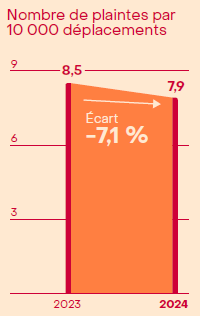 Nombre de plaintes par
10 000 déplacements
9
8,5
7,9
Écart
–7,1 %
6
3
2023
2024